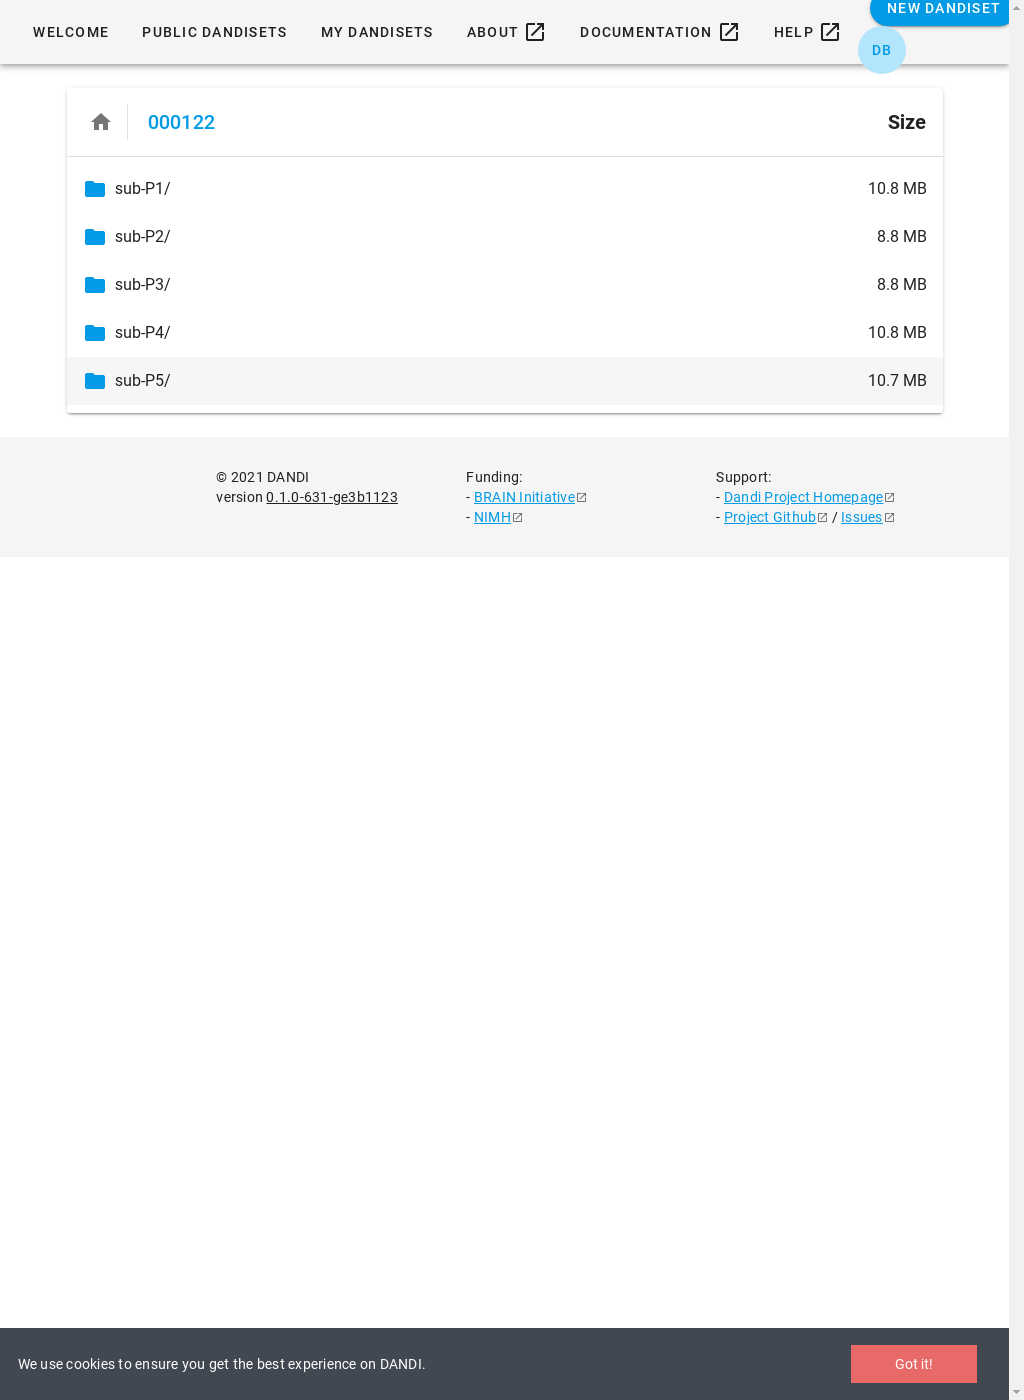 NEW DANDISET
WELCOME PUBLIC DANDISETS MY DANDISETS ABOUT DOCUMENTATION HELP
DB
000122 Size
sub-P1/ 10.8 MB
sub-P2/ 8.8 MB
sub-P3/ 8.8 MB
sub-P4/ 10.8 MB
sub-P5/ 10.7 MB
© 2021 DANDI
version 0.1.0-631-ge3b1123
Funding:
- BRAIN Initiative
- NIMH
Support:
- Dandi Project Homepage
- Project Github / Issues
We use cookies to ensure you get the best experience on DANDI. Got it!